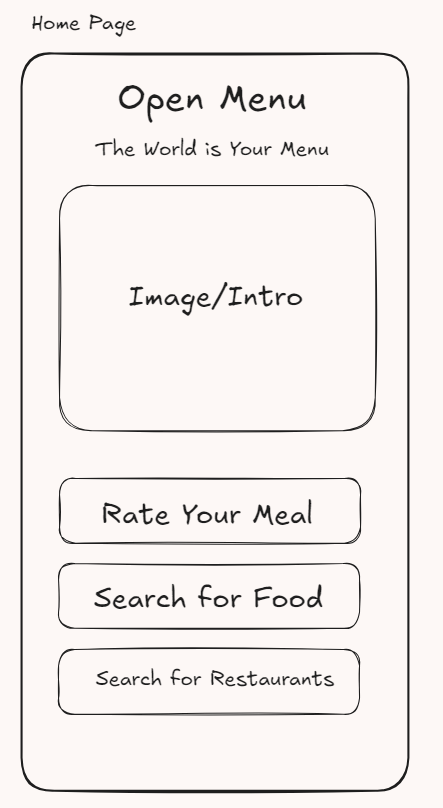 Home Page
Open Menu
The World is Your Menu
Image/Intro
Rate Your Meal
Search for Food
Search for Restaurants